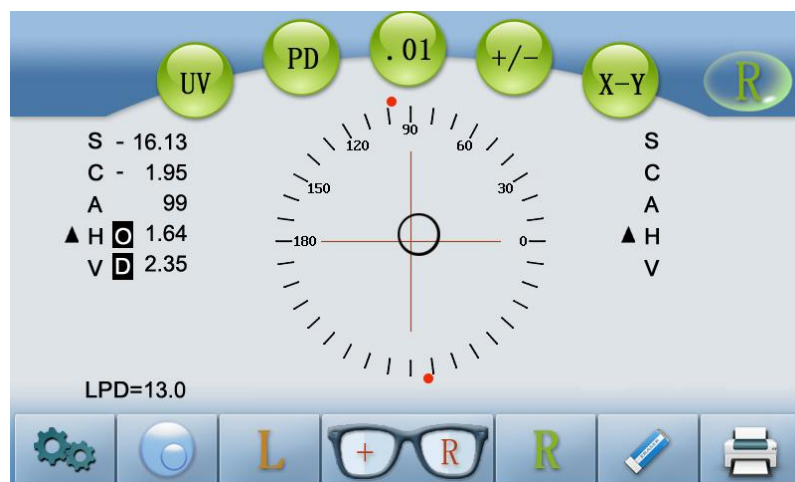 UV PD .01 +/- X-Y R
S - 16.13
C - 1.95
A 99
▲ H O 1.64
V D 2.35
LPD=13.0
90
120 60
150 30
180 0
S
C
A
▲ H
V
L + R R